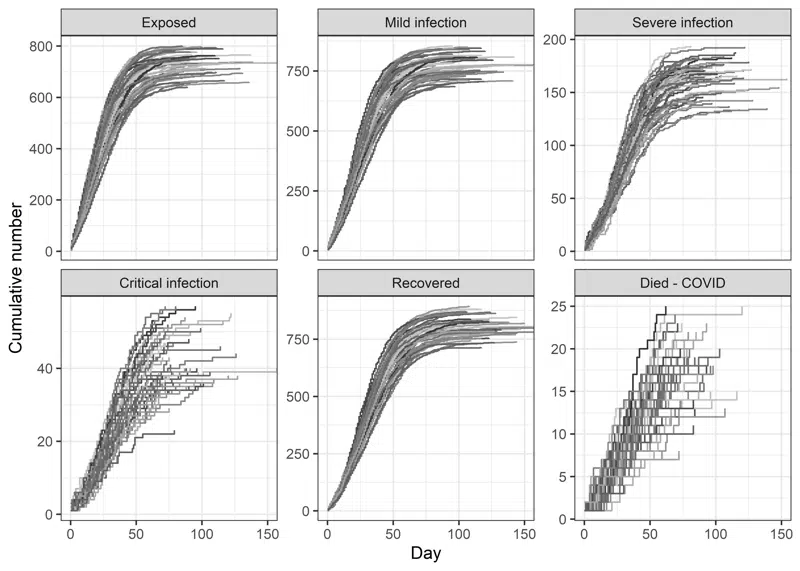 Exposed
Mild infection
Severe infection
800
600
400
200
0
750
500
250
0
200
150
100
50
0
Cumulative number
Critical infection
Recovered
Died - COVID
40
20
0
750
500
250
0
25
20
15
10
5
0
0 50 100 150
0 50 100 150
0 50 100 150
Day